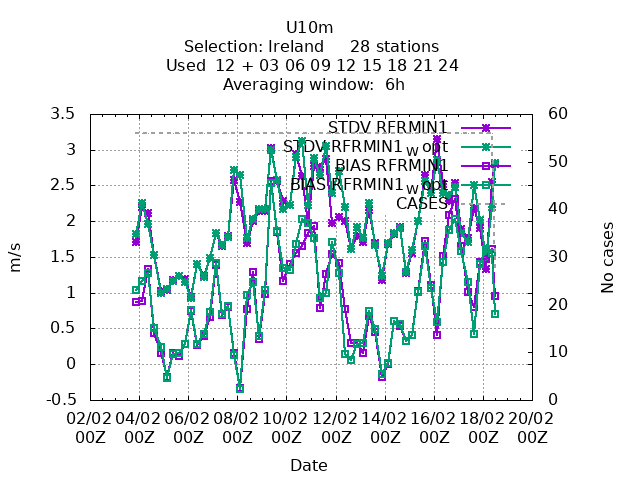 U10m
Selection: Ireland 28 stations
Used 12 + 03 06 09 12 15 18 21 24
Averaging window: 6h
3.5
3
2.5
2
1.5
1
0.5
0
-0.5
m/s
60
50
40
30
20
10
0
No cases
STDV RFRMIN1
STDV RFRMIN1w opt
BIAS RFRMIN1
BIAS RFRMIN1w opt
CASES
02/02 04/02 06/02 08/02 10/02 12/02 14/02 16/02 18/02 20/02
00Z 00Z 00Z 00Z 00Z 00Z 00Z 00Z 00Z 00Z
Date